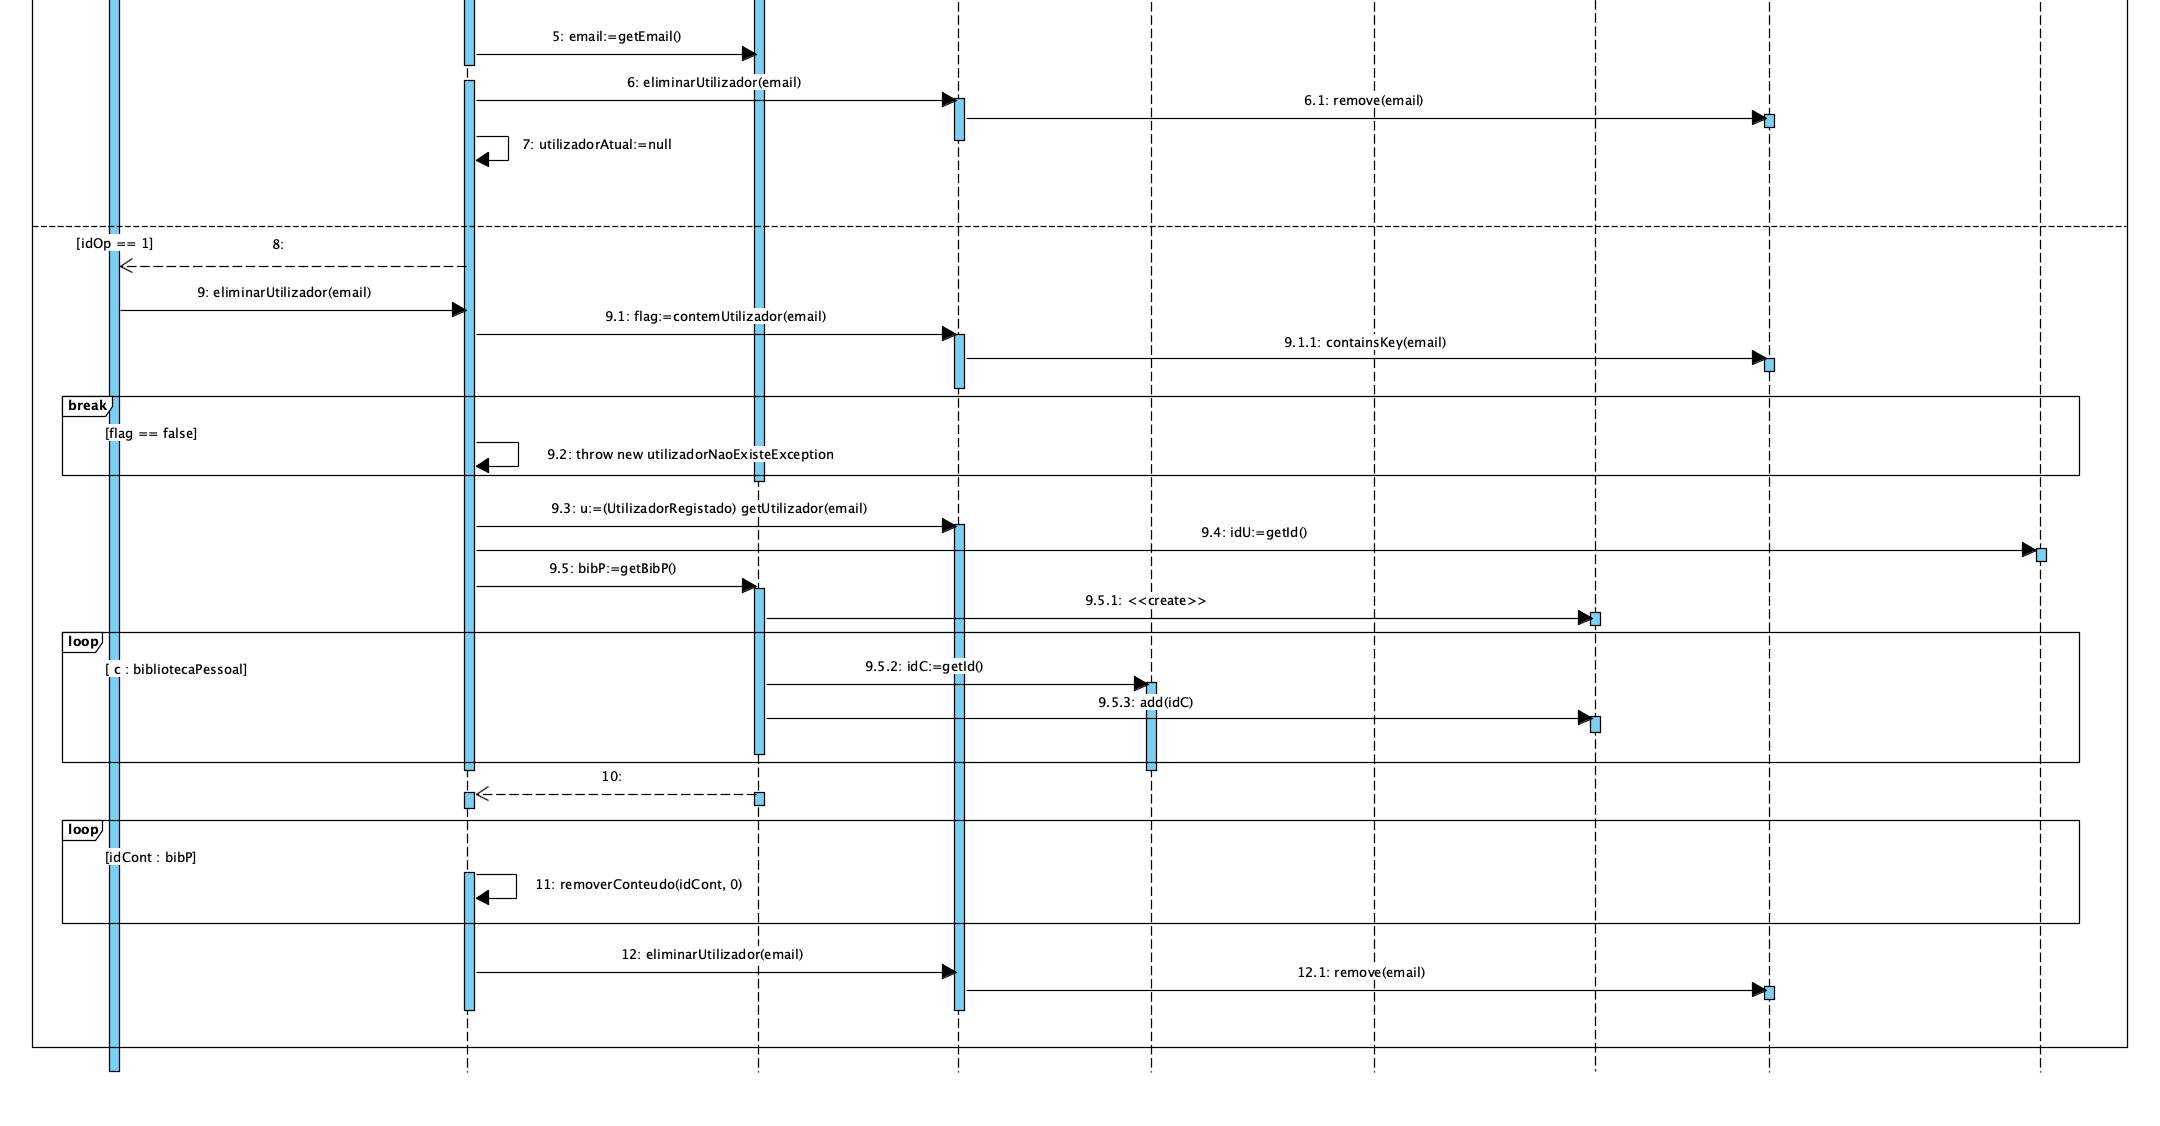 5: email:=getEmail()
6: eliminarUtilizador(email)
6.1: remove(email)
7: utilizadorAtual:=null
[idOp == 1]
8:
9: eliminarUtilizador(email)
9.1: flag:=contemUtilizador(email)
9.1.1: containsKey(email)
break
[flag == false]
9.2: throw new utilizadorNaoExisteException
9.3: u:=(UtilizadorRegistado) getUtilizador(email)
9.4: idU:=getId()
9.5: bibP:=getBibP()
9.5.1: <<create>>
loop
[ c : bibliotecaPessoal]
9.5.2: idC:=getId()
9.5.3: add(idC)
10:
loop
[idCont : bibP]
11: removerConteudo(idCont, 0)
12: eliminarUtilizador(email)
12.1: remove(email)